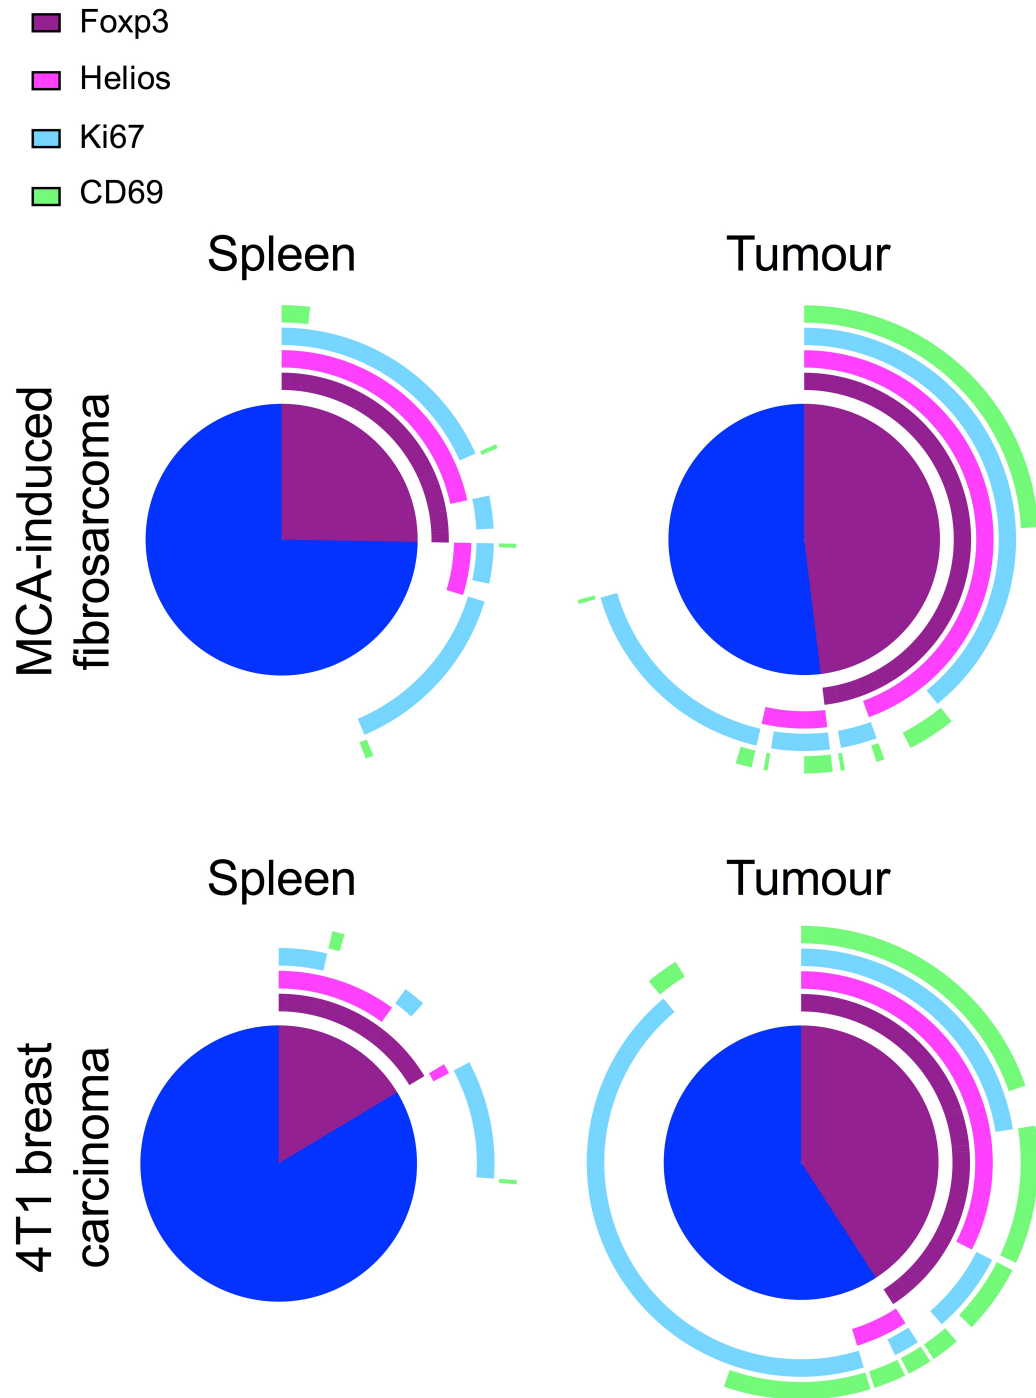 Foxp3
Helios
Ki67
CD69
Spleen
Tumour
MCA-induced
fibrosarcoma
Spleen
Tumour
4T1 breast
carcinoma